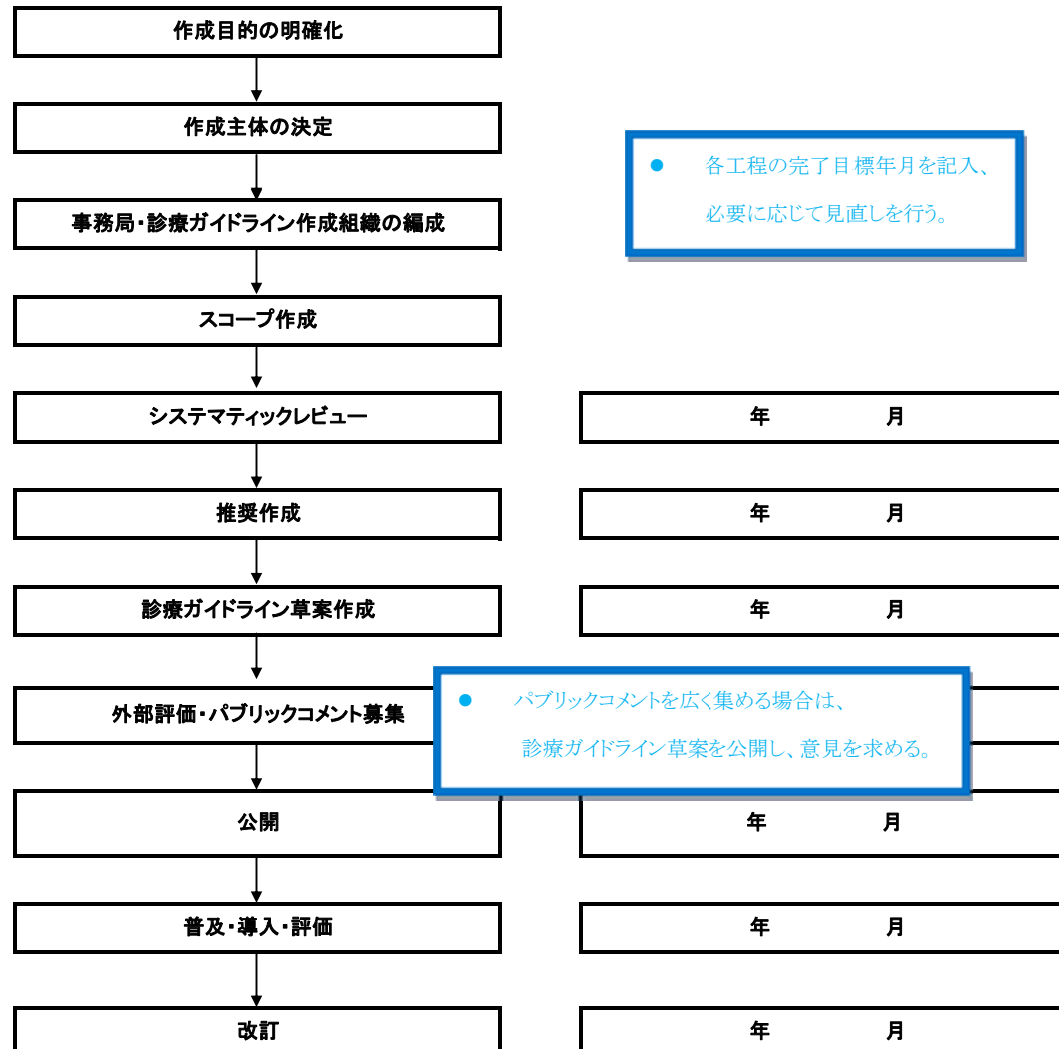 作成目的の明確化
作成主体の決定
● 各工程の完了目標年月を記入、
必要に応じて見直しを行う。
事務局・診療ガイドライン作成組織の編成
スコープ作成
システマティックレビュー
年 月
推奨作成
年 月
診療ガイドライン草案作成
年 月
外部評価・パブリックコメント募集
● パブリックコメントを広く集める場合は、
診療ガイドライン草案を公開し、意見を求める。
公開
年 月
普及・導入・評価
年 月
改訂
年 月